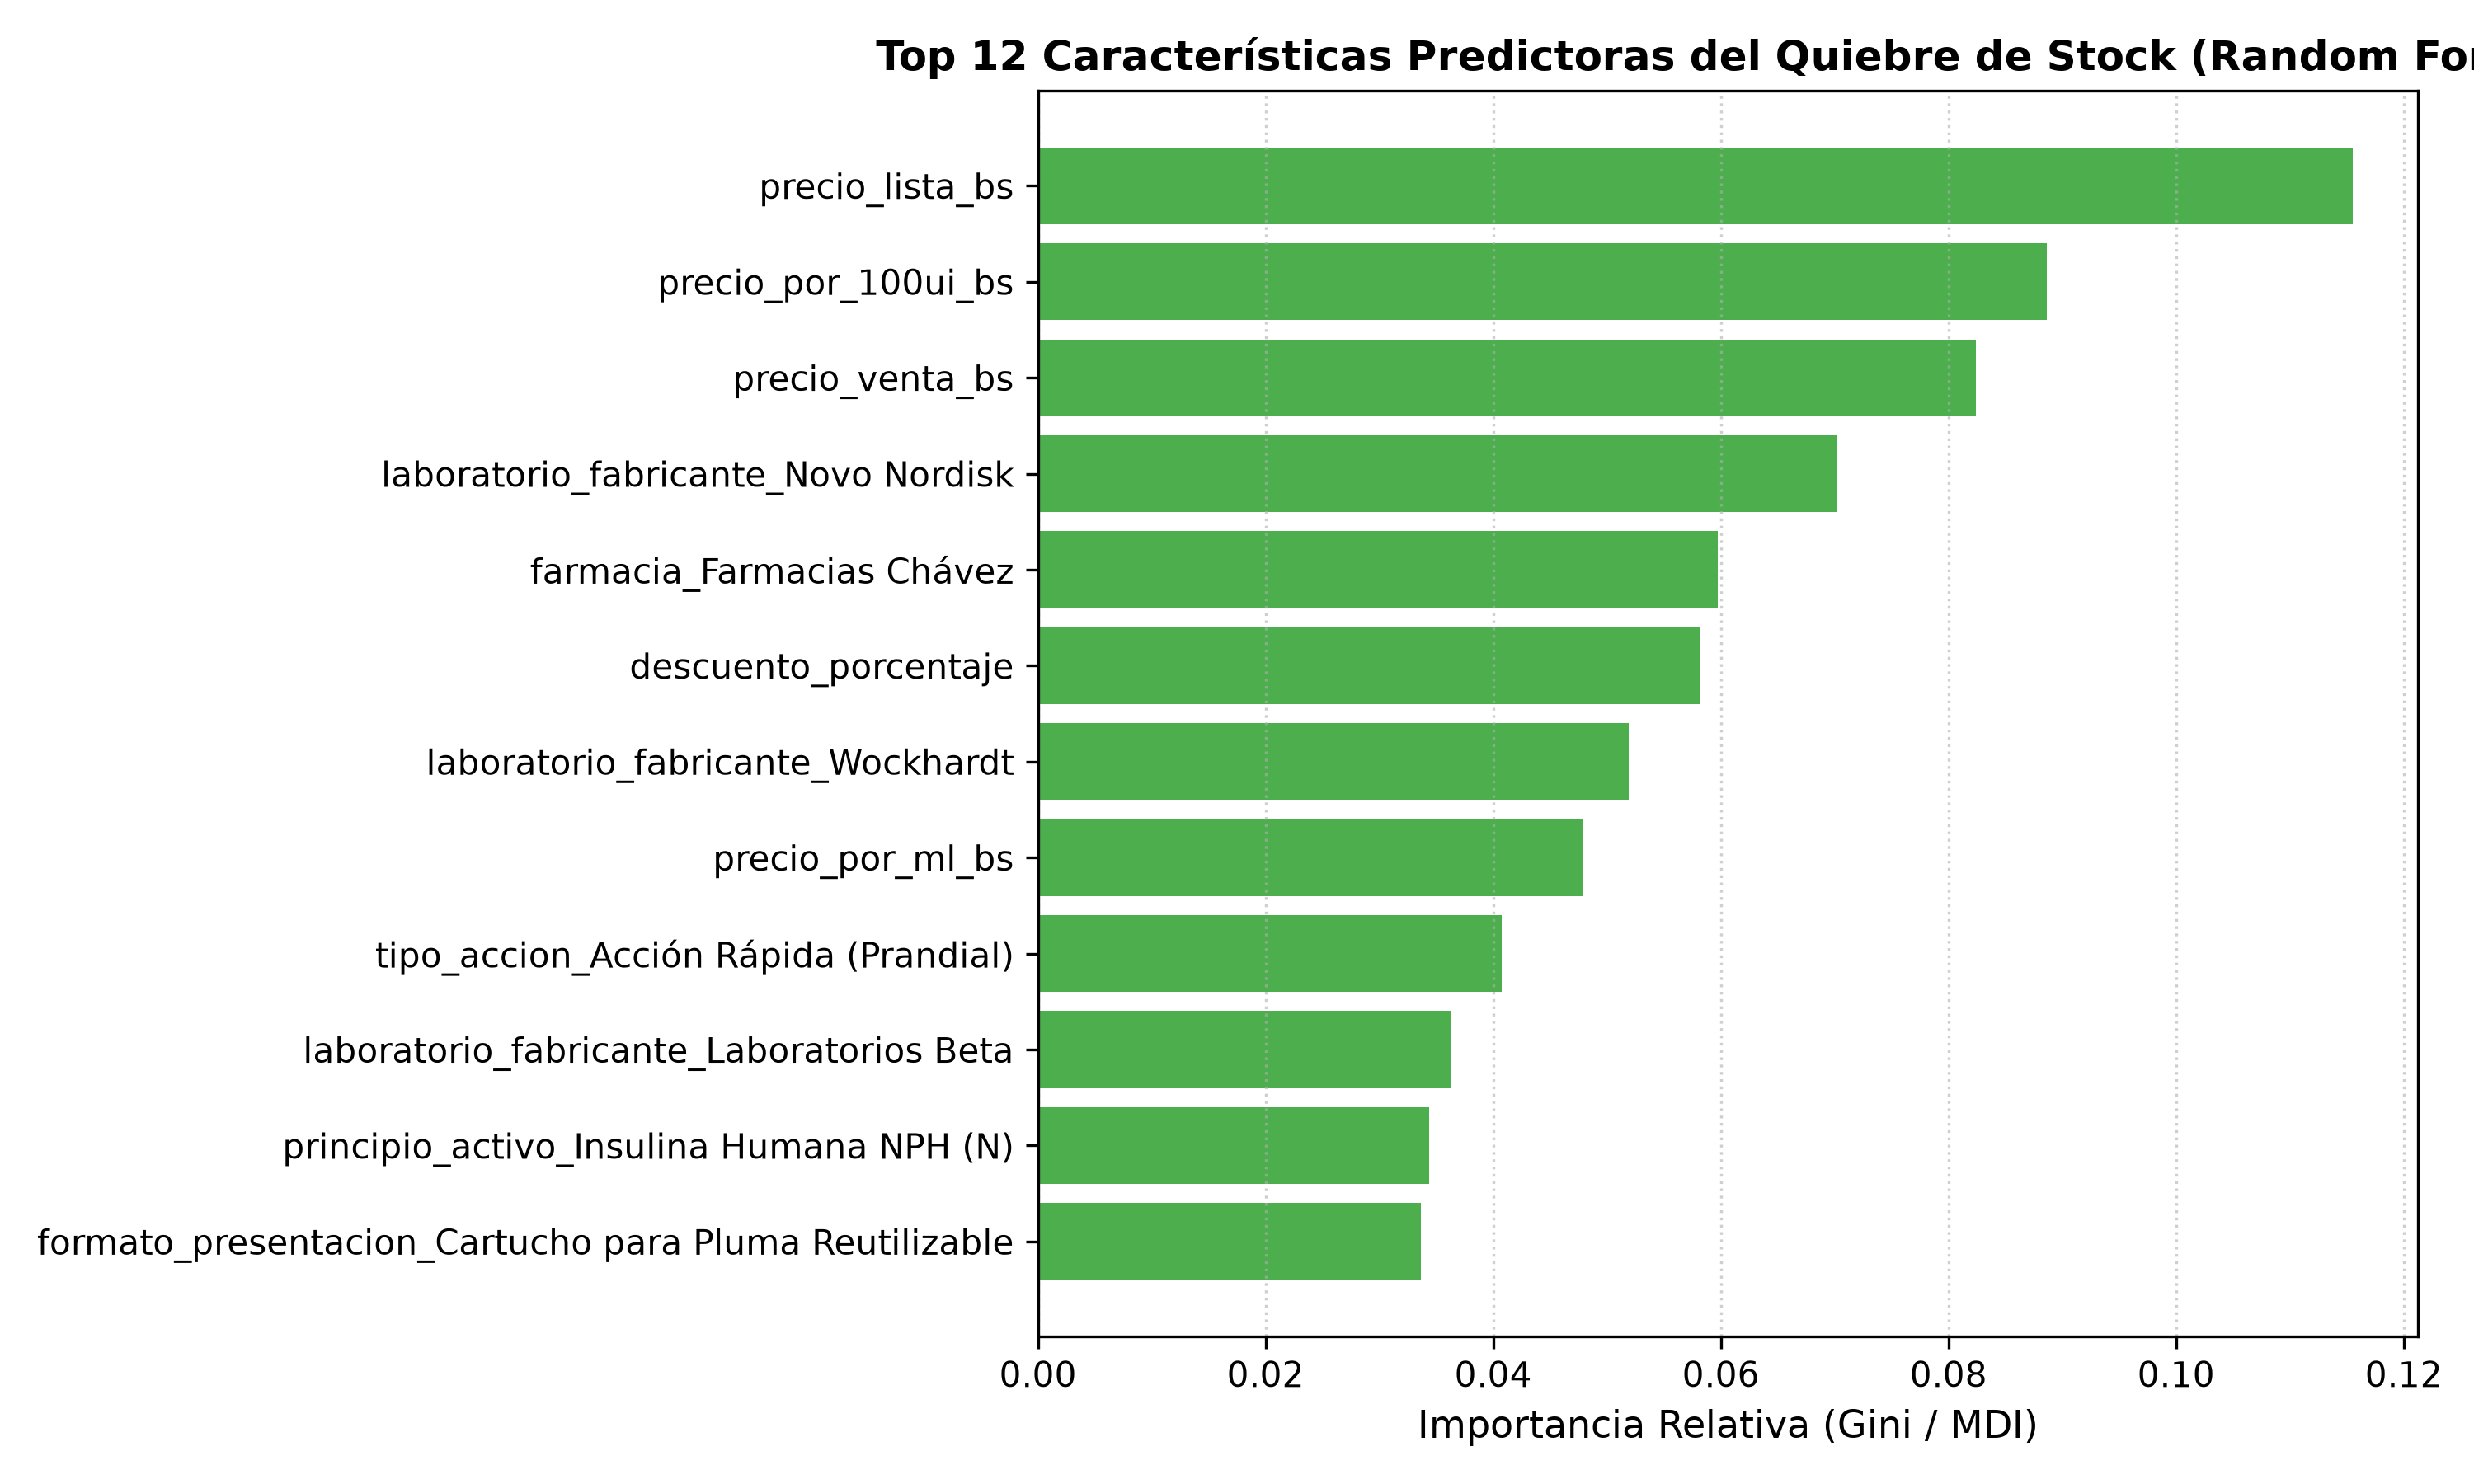 Top 12 Características Predictoras del Quiebre de Stock (Random For
precio_lista_bs
precio_por_100ui_bs
precio_venta_bs
laboratorio_fabricante_Novo Nordisk
farmacia_Farmacias Chávez
descuento_porcentaje
laboratorio_fabricante_Wockhardt
precio_por_ml_bs
tipo_accion_Acción Rápida (Prandial)
laboratorio_fabricante_Laboratorios Beta
principio_activo_Insulina Humana NPH (N)
formato_presentacion_Cartucho para Pluma Reutilizable
0.00 0.02 0.04 0.06 0.08 0.10 0.12
Importancia Relativa (Gini / MDI)